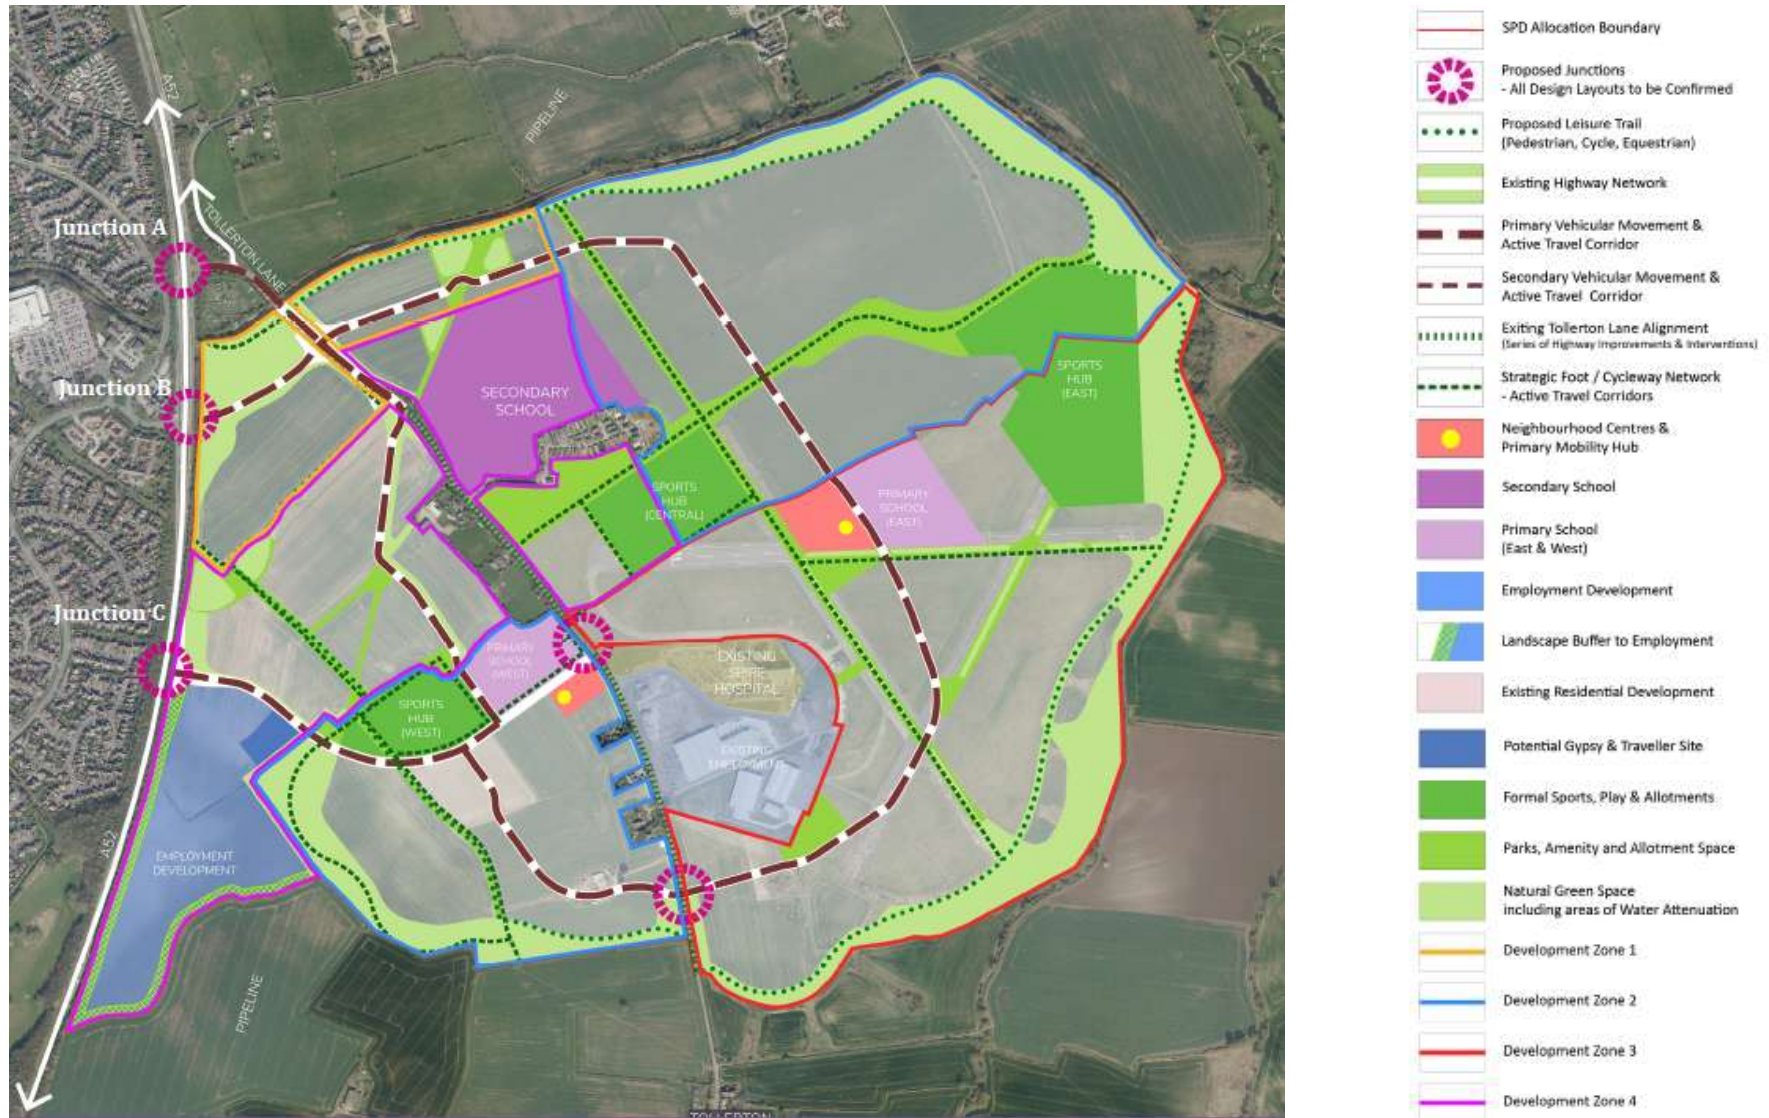 A52
PIPELINE
Junction A
TOLLERTON LANE
Junction B
SECONDARY
SCHOOL
SPORTS
HUB
(EAST)
SPORTS
HUB
(CENTRAL)
PRIMARY
SCHOOL
(EAST)
Junction C
PRIMARY
SCHOOL
(WEST)
EXISTING
SPIRE
HOSPITAL
SPORTS
HUB
(WEST)
EXISTING
EMPLOYMENT
A52
EMPLOYMENT
DEVELOPMENT
PIPELINE
TOLLERTON
SPD Allocation Boundary
Proposed Junctions
- All Design Layouts to be Confirmed
Proposed Leisure Trail
(Pedestrian, Cycle, Equestrian)
Existing Highway Network
Primary Vehicular Movement &
Active Travel Corridor
Secondary Vehicular Movement &
Active Travel Corridor
Exiting Tollerton Lane Alignment
(Series of Highway Improvements & Interventions)
Strategic Foot / Cycleway Network
- Active Travel Corridors
Neighbourhood Centres &
Primary Mobility Hub
Secondary School
Primary School
(East & West)
Employment Development
Landscape Buffer to Employment
Existing Residential Development
Potential Gypsy & Traveller Site
Formal Sports, Play & Allotments
Parks, Amenity and Allotment Space
Natural Green Space
including areas of Water Attenuation
Development Zone 1
Development Zone 2
Development Zone 3
Development Zone 4